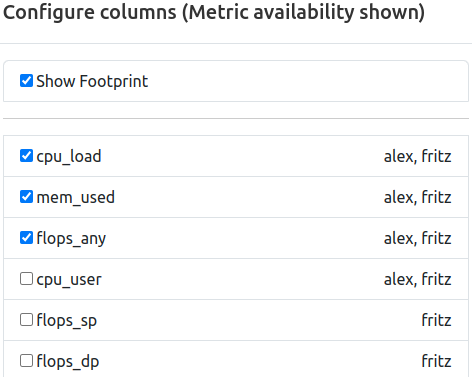 Configure columns (Metric availability shown)
Show Footprint
cpu_load alex, fritz
mem_used alex, fritz
flops_any alex, fritz
cpu_user alex, fritz
flops_sp fritz
flops_dp fritz